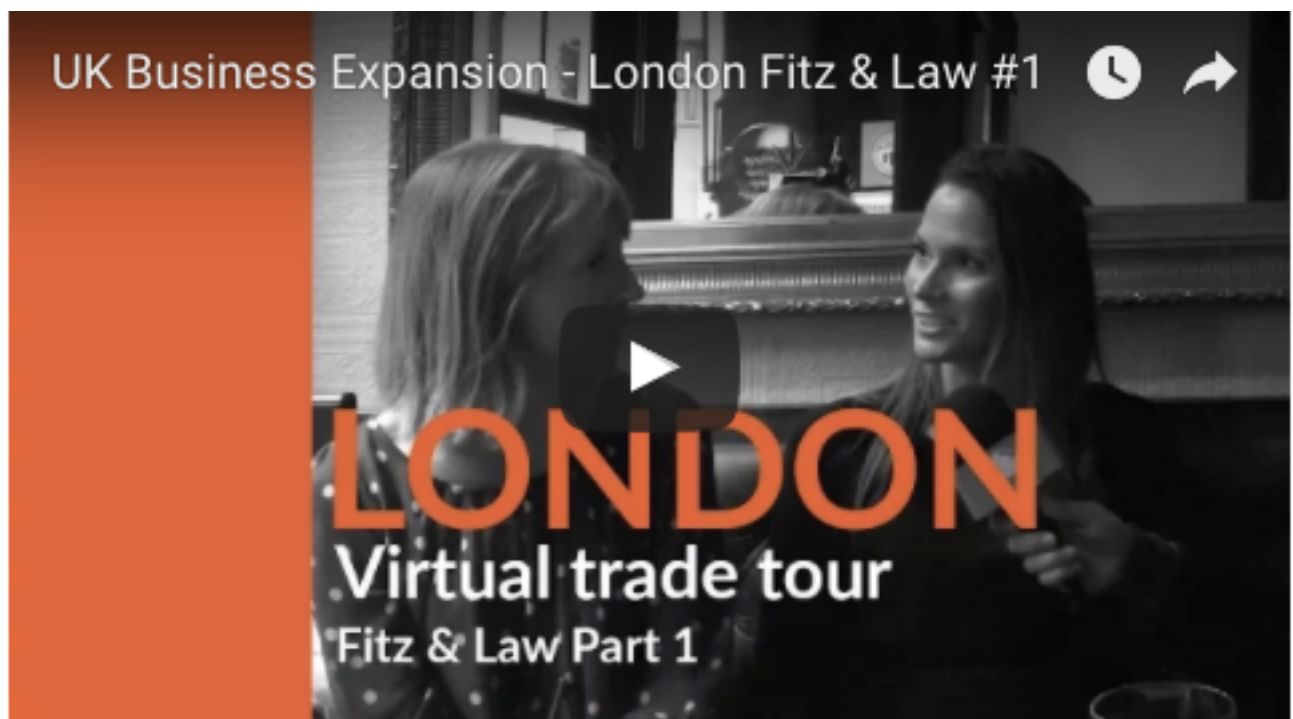 UK Business Expansion - London Fitz & Law #1
LONDON
Virtual trade tour
Fitz & Law Part 1